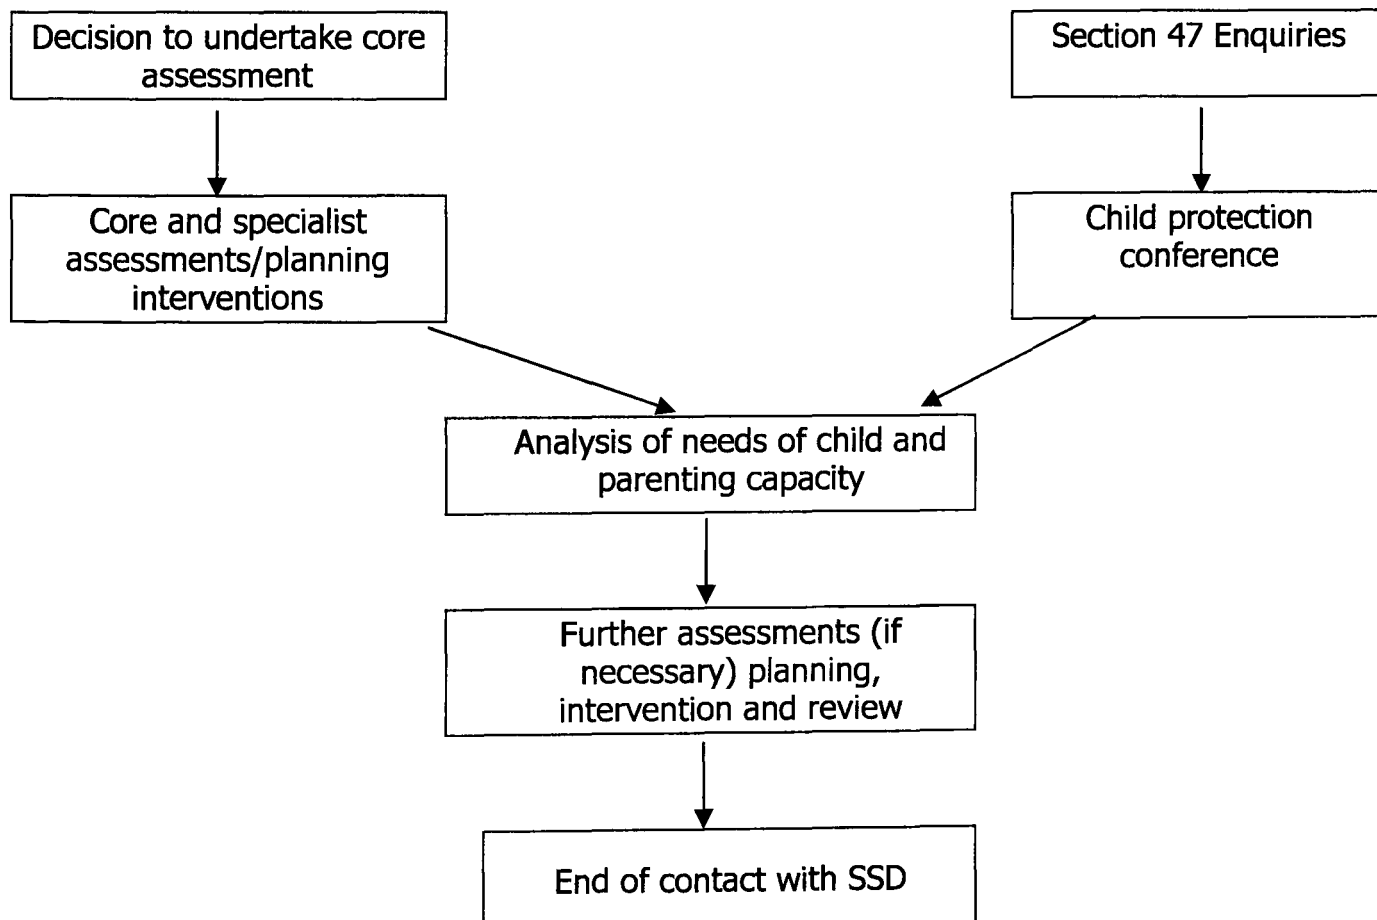 Decision to undertake core
assessment
Section 47 Enquiries
Core and specialist
assessments/planning
interventions
Child protection
conference
Analysis of needs of child and
parenting capacity
Further assessments (if
necessary) planning,
intervention and review
End of contact with SSD